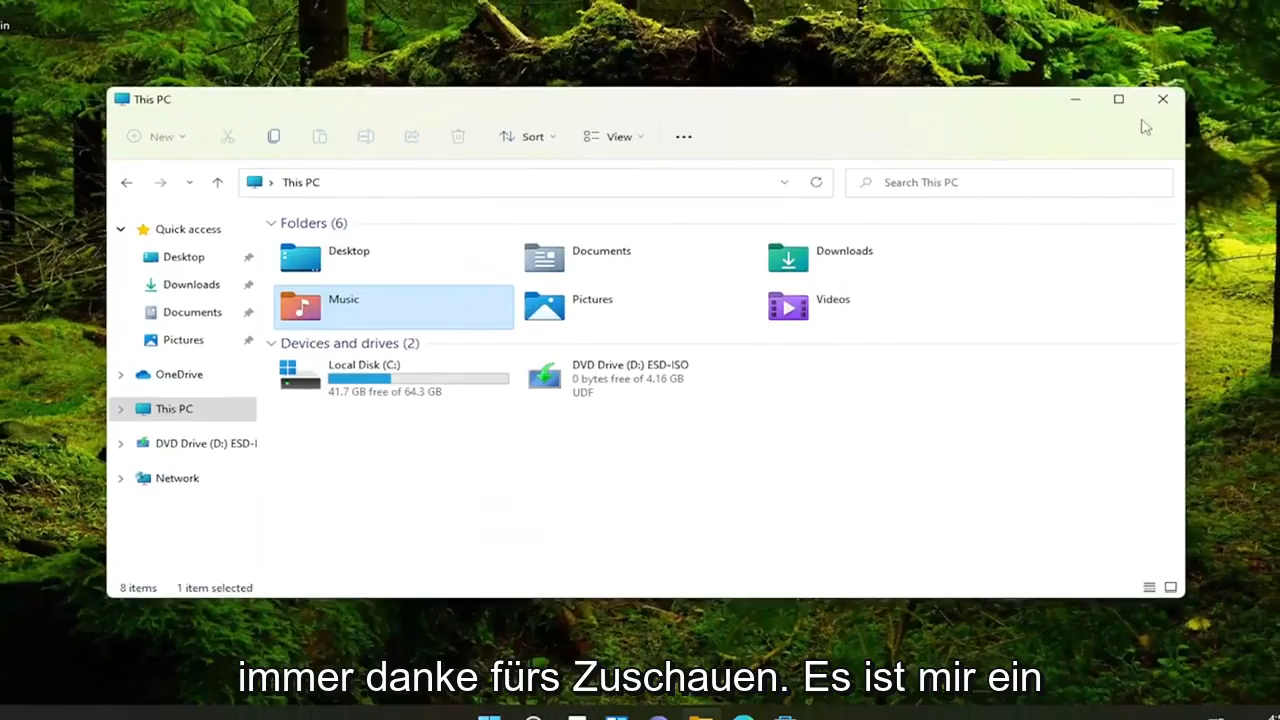 in
This PC
New
Sort
View
This PC
Search This PC
Quick access
Desktop
Downloads
Documents
Pictures
OneDrive
This PC
DVD Drive (D:) ESD-I
Network
Folders (6)
Desktop
Documents
Downloads
Music
Pictures
Videos
Devices and drives (2)
Local Disk (C:)
41.7 GB free of 64.3 GB
DVD Drive (D:) ESD-ISO
0 bytes free of 4.16 GB
UDF
8 items 1 item selected
immer danke fürs Zuschauen. Es ist mir ein